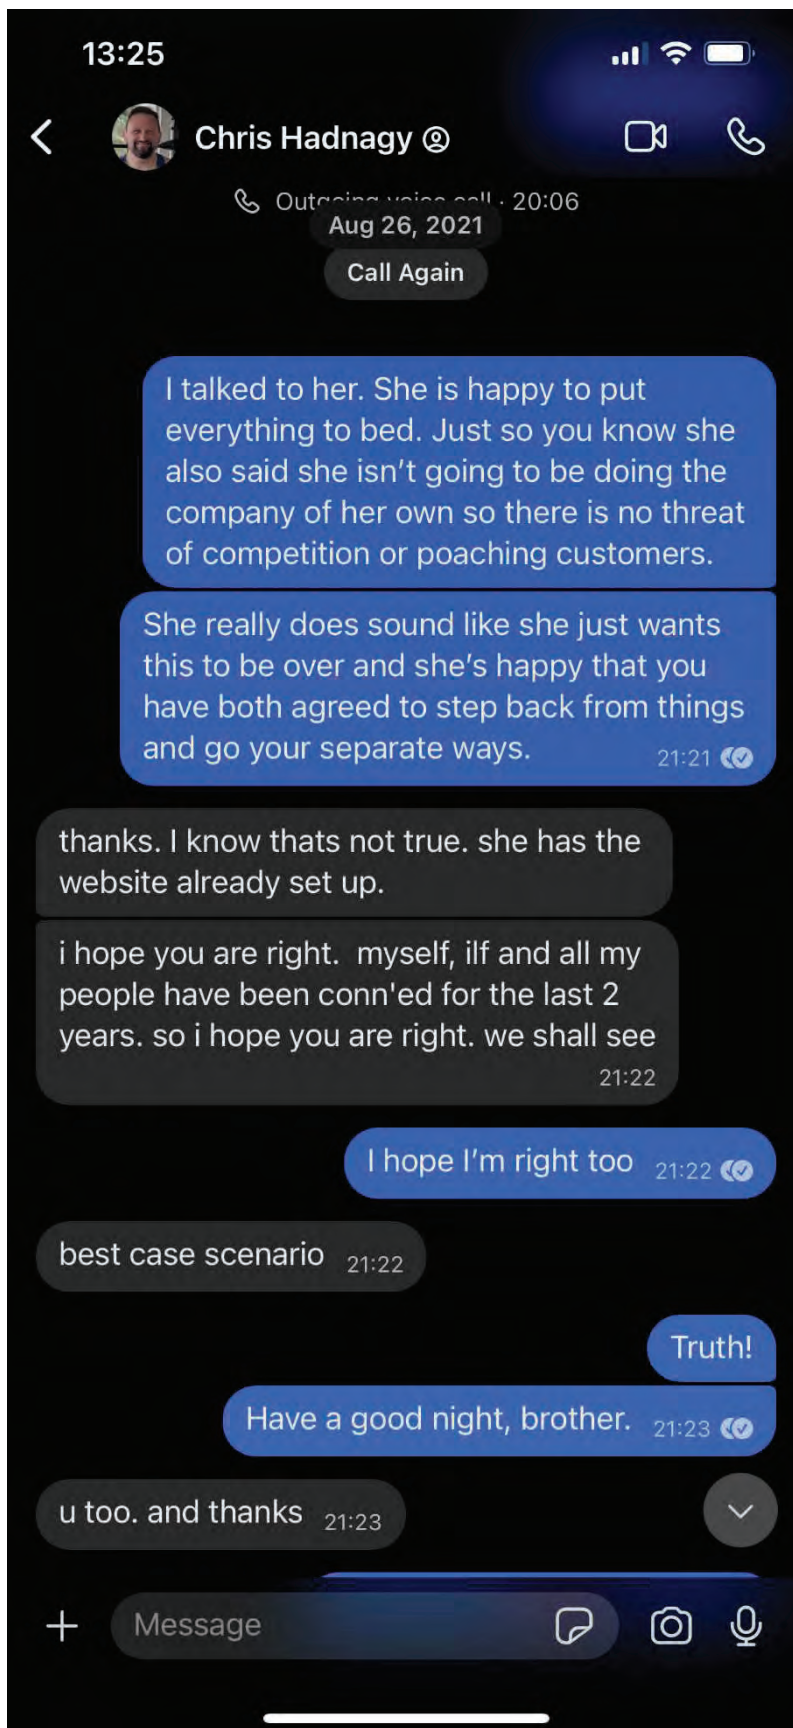 13:25
Chris Hadnagy
Outgoing voice call · 20:06
Aug 26, 2021
Call Again
I talked to her. She is happy to put
everything to bed. Just so you know she
also said she isn't going to be doing the
company of her own so there is no threat
of competition or poaching customers.
She really does sound like she just wants
this to be over and she's happy that you
have both agreed to step back from things
and go your separate ways. 21:21
thanks. I know thats not true. she has the
website already set up.
i hope you are right.  myself, ilf and all my
people have been conn'ed for the last 2
years. so i hope you are right. we shall see
21:22
I hope I'm right too 21:22
best case scenario 21:22
Truth!
Have a good night, brother. 21:23
u too. and thanks 21:23
Message